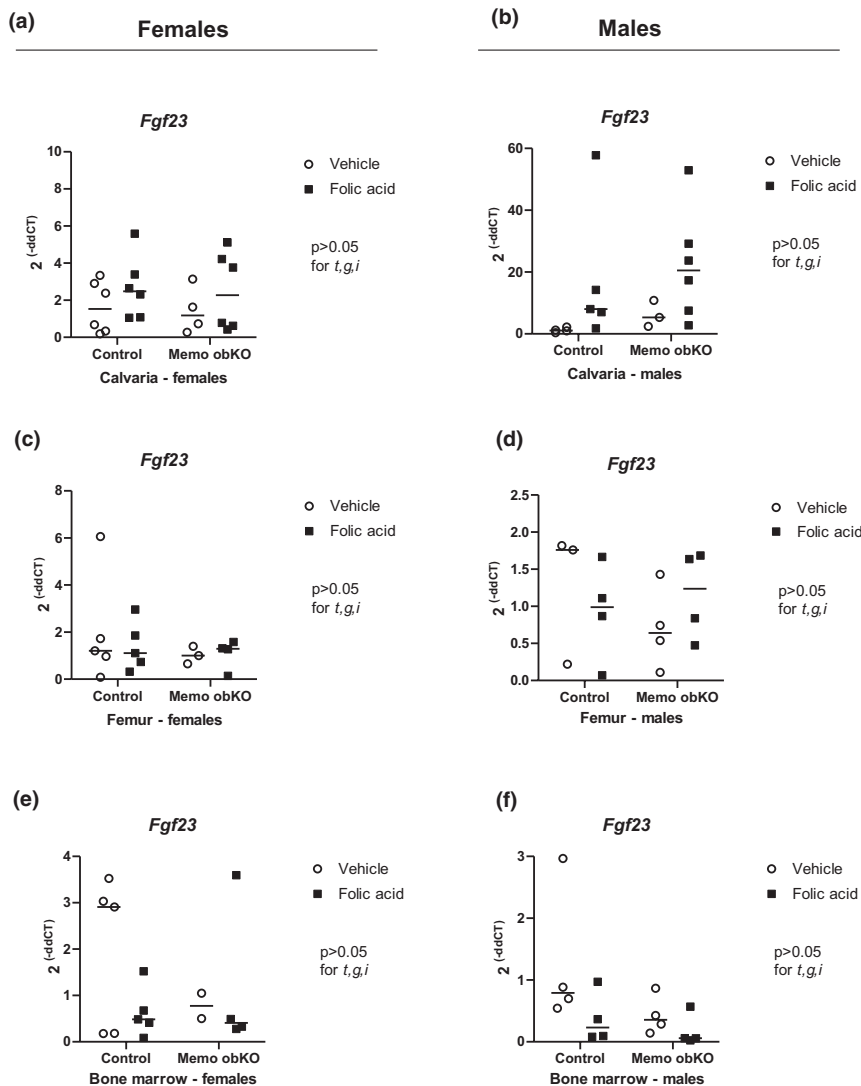 (a)
Females
(b)
Males
Fgf23
10
8
6
4
2
0
2 (-ddCT)
Control
Memo obKO
Calvaria - females
Vehicle
Folic acid
p>0.05
for t,g,i
Fgf23
60
40
20
0
2 (-ddCT)
Control
Memo obKO
Calvaria - males
Vehicle
Folic acid
p>0.05
for t,g,i
(c)
Fgf23
8
6
4
2
0
2 (-ddCT)
Control
Memo obKO
Femur - females
Vehicle
Folic acid
p>0.05
for t,g,i
(d)
Fgf23
2.5
2.0
1.5
1.0
0.5
0.0
2 (-ddCT)
Control
Memo obKO
Femur - males
Vehicle
Folic acid
p>0.05
for t,g,i
(e)
Fgf23
4
3
2
1
0
2 (-ddCT)
Control
Memo obKO
Bone marrow - females
Vehicle
Folic acid
p>0.05
for t,g,i
(f)
Fgf23
3
2
1
0
2 (-ddCT)
Control
Memo obKO
Bone marrow - males
Vehicle
Folic acid
p>0.05
for t,g,i